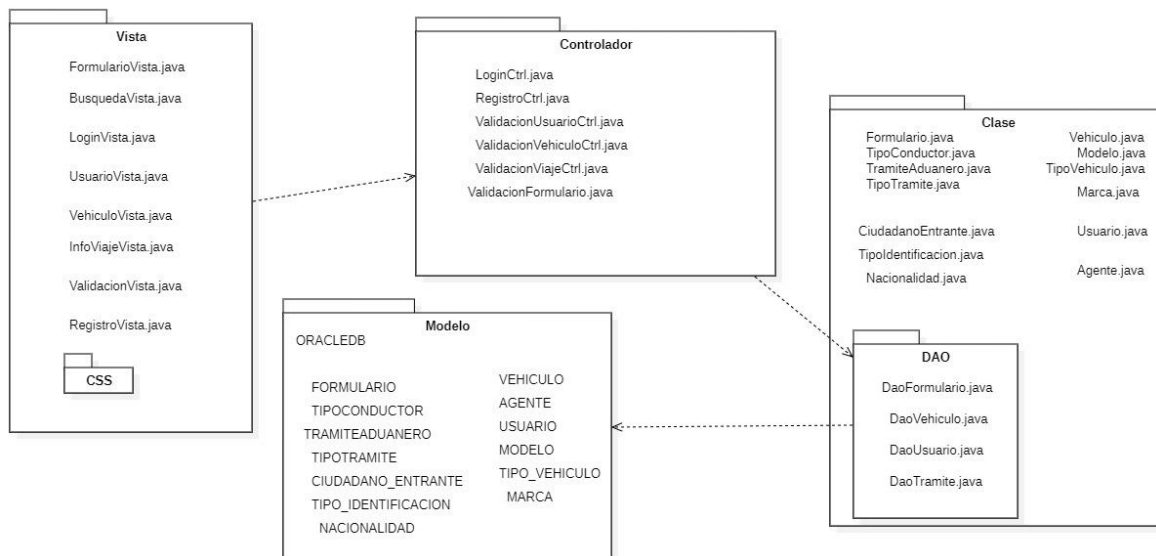 Vista
FormularioVista.java
BusquedaVista.java
LoginVista.java
UsuarioVista.java
VehiculoVista.java
InfoViajeVista.java
ValidacionVista.java
RegistroVista.java
CSS
Controlador
LoginCtrl.java
RegistroCtrl.java
ValidacionUsuarioCtrl.java
ValidacionVehiculoCtrl.java
ValidacionViajeCtrl.java
ValidacionFormulario.java
Clase
Formulario.java
TipoConductor.java
TramiteAduanero.java
TipoTramite.java
CiudadanoEntrante.java
TipoIdentificacion.java
Nacionalidad.java
Vehiculo.java
Modelo.java
TipoVehiculo.java
Marca.java
Usuario.java
Agente.java
DAO
DaoFormulario.java
DaoVehiculo.java
DaoUsuario.java
DaoTramite.java
Modelo
ORACLEDB
FORMULARIO
TIPOCONDUCTOR
TRAMITEADUANERO
TIPOTRAMITE
CIUDADANO_ENTRANTE
TIPO_IDENTIFICACION
NACIONALIDAD
VEHICULO
AGENTE
USUARIO
MODELO
TIPO_VEHICULO
MARCA